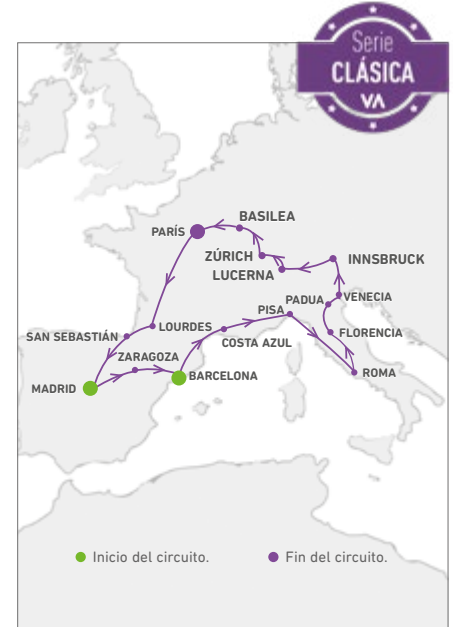 Serie
CLÁSICA
VA
BASILEA
PARÍS
ZÚRICH
INNSBRUCK
LUCERNA
PADUA
VENECIA
PISA
LOURDES
FLORENCIA
SAN SEBASTIÁN
COSTA AZUL
ZARAGOZA
ROMA
BARCELONA
MADRID
Inicio del circuito.
Fin del circuito.